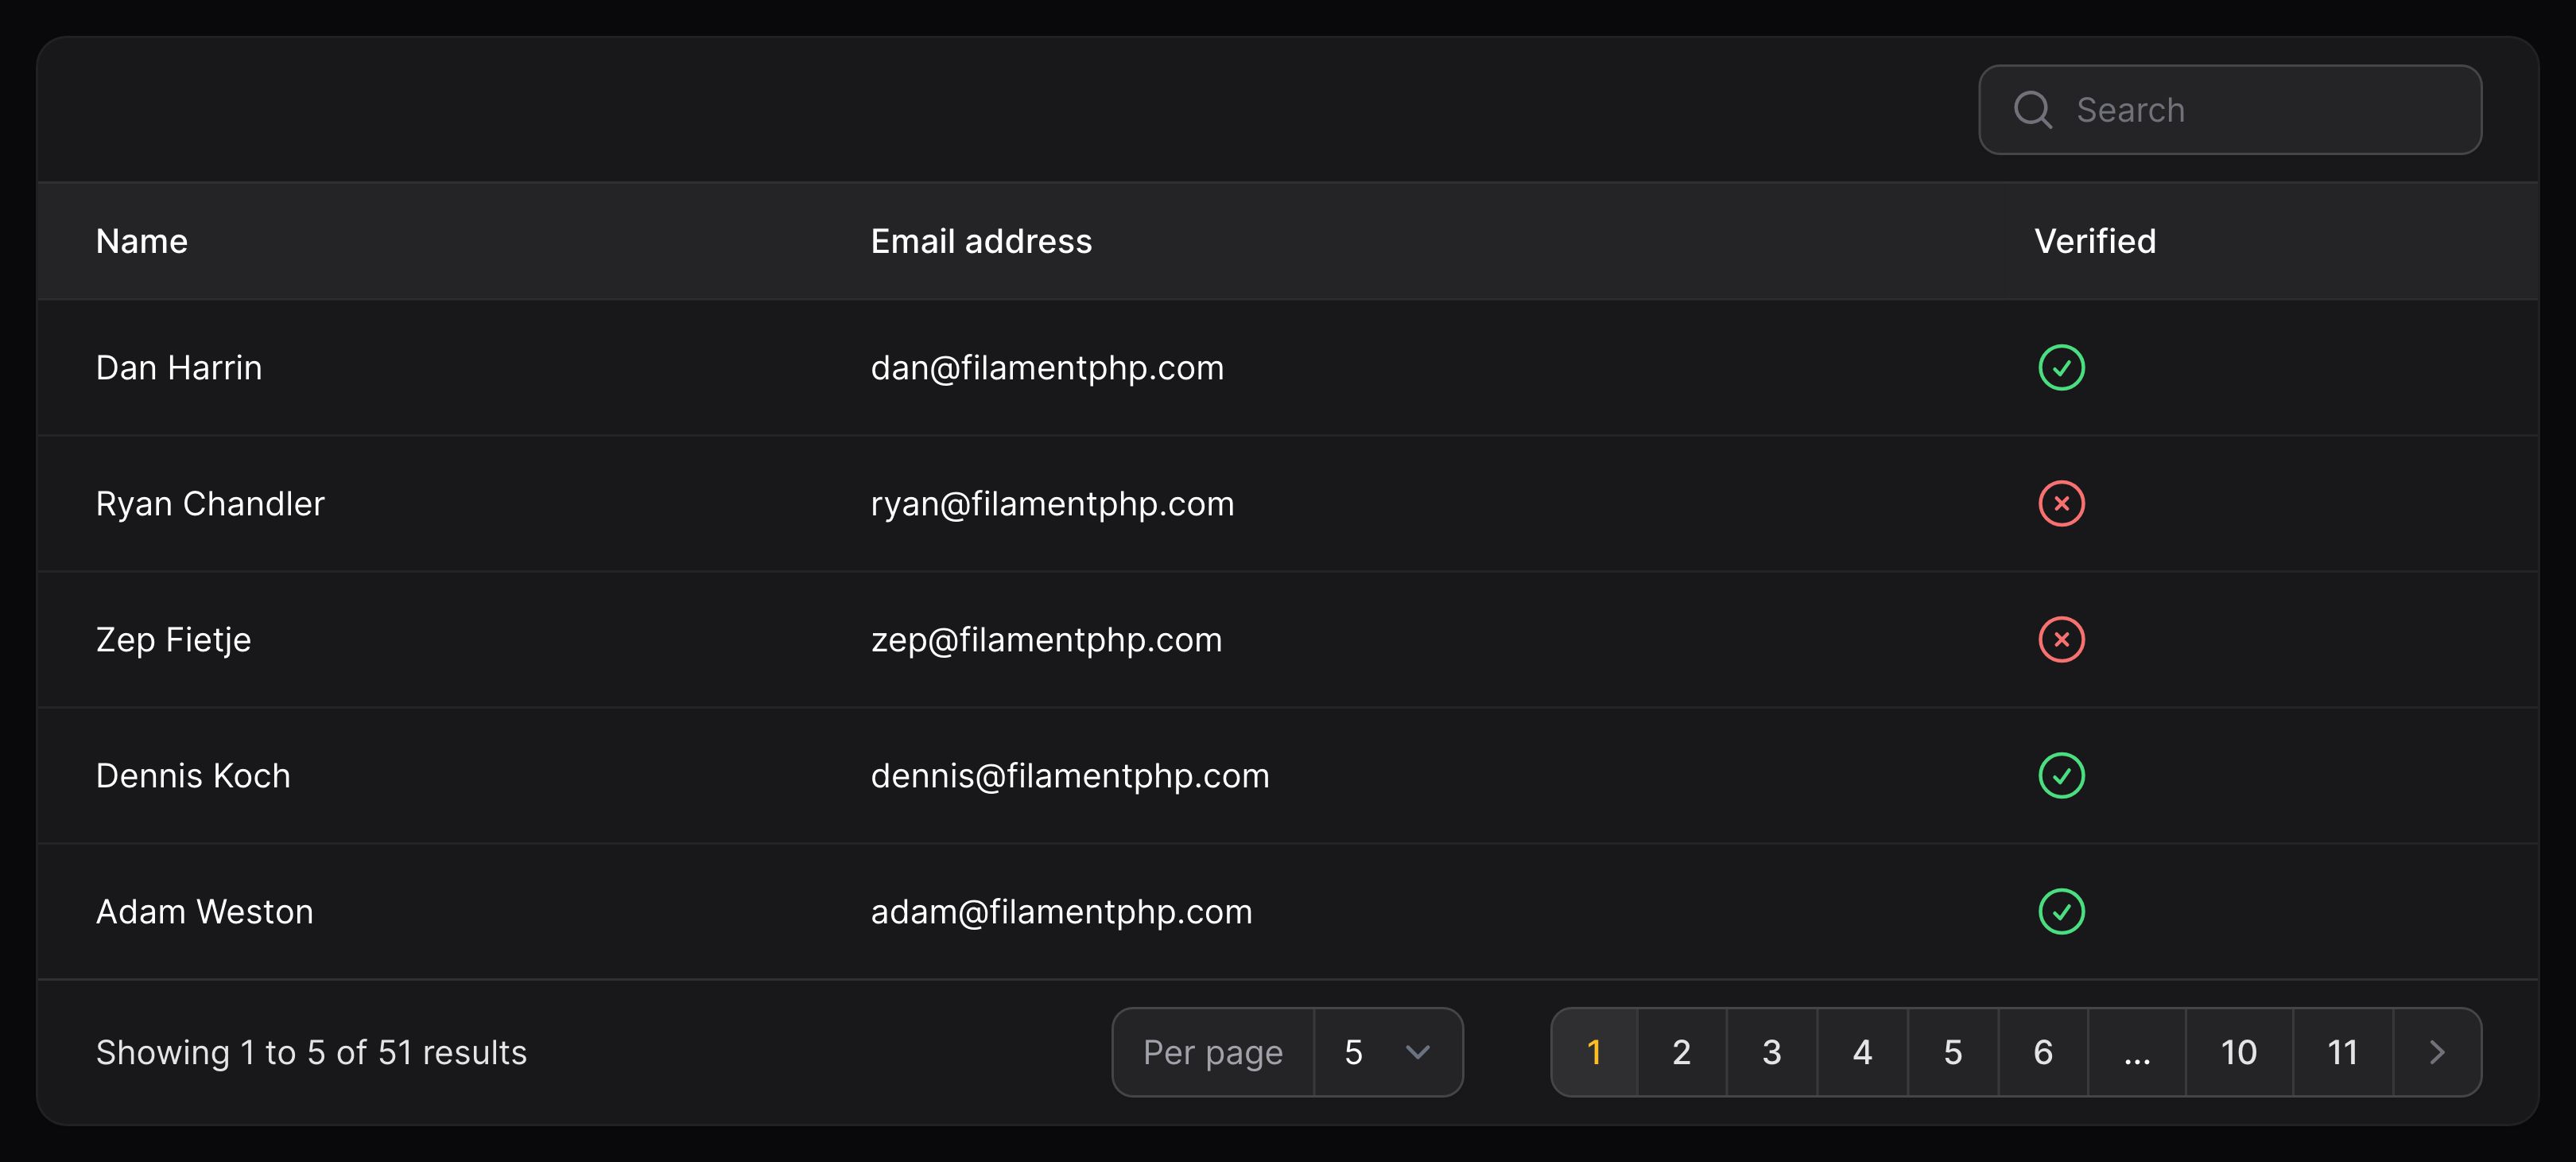 Search
Name Email address Verified
Dan Harrin dan@filamentphp.com
Ryan Chandler ryan@filamentphp.com
Zep Fietje zep@filamentphp.com
Dennis Koch dennis@filamentphp.com
Adam Weston adam@filamentphp.com
Showing 1 to 5 of 51 results Per page 5 1 2 3 4 5 6 ... 10 11